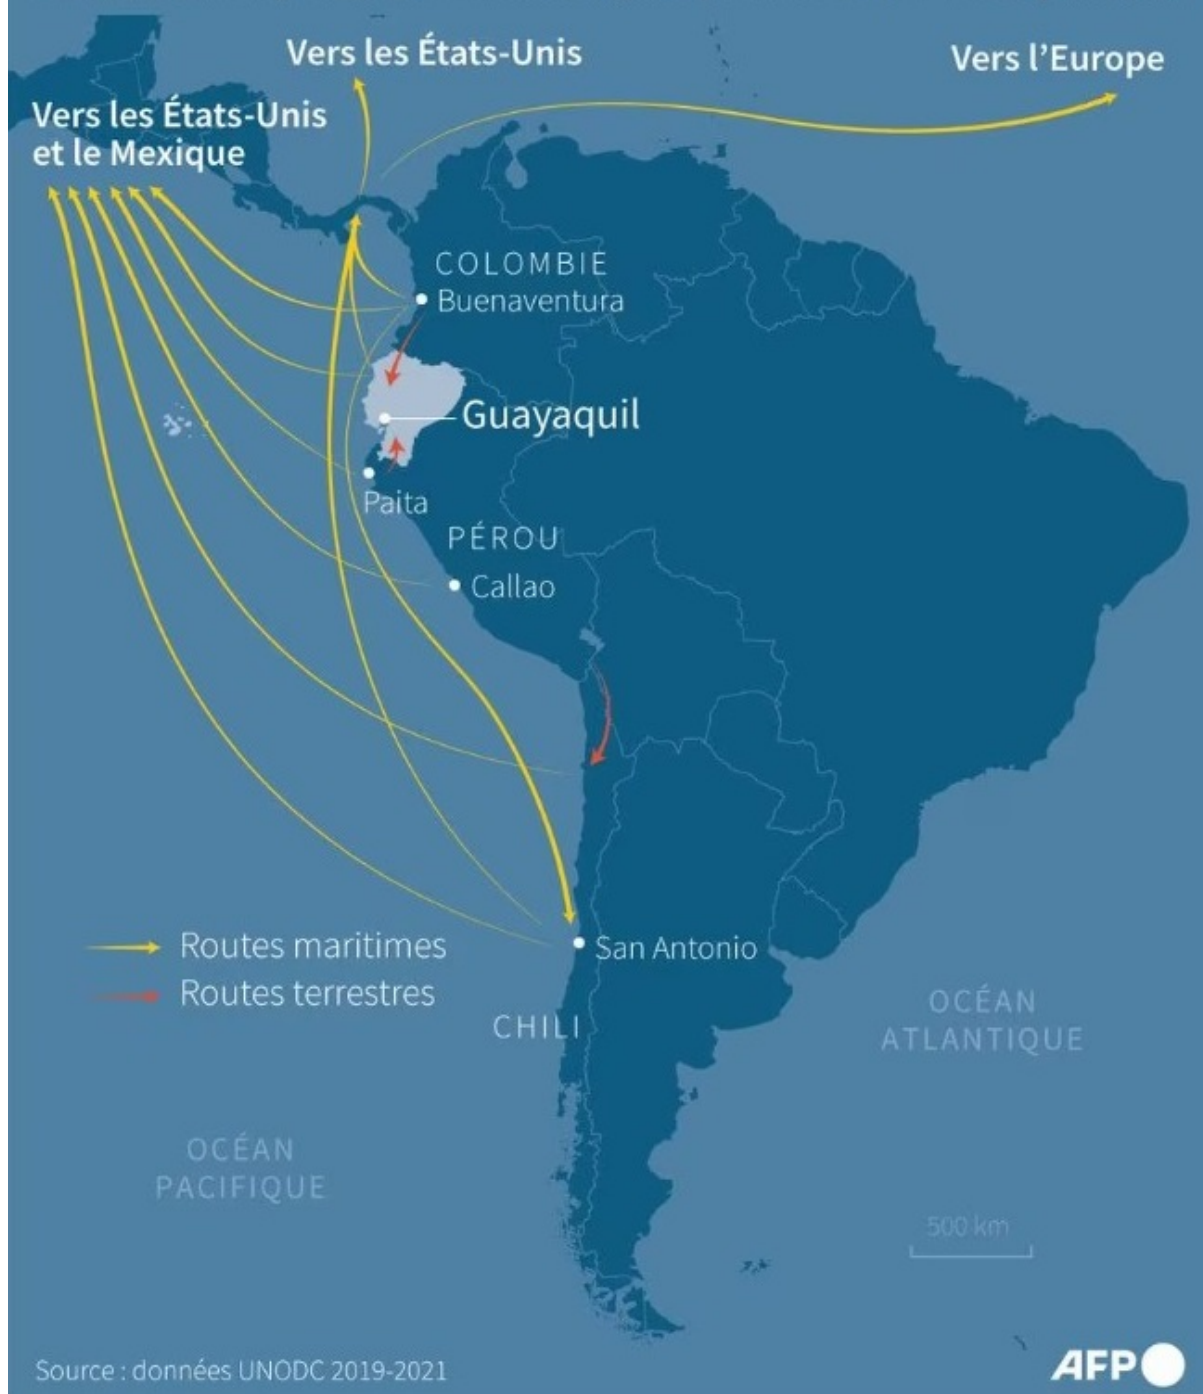 Vers les États-Unis
Vers l'Europe
Vers les États-Unis
et le Mexique
COLOMBIE
Buenaventura
Guayaquil
Paita
PÉROU
Callao
Routes maritimes
San Antonio
Routes terrestres
CHILI
OCÉAN
ATLANTIQUE
OCÉAN
PACIFIQUE
500 km
Source : données UNODC 2019-2021
AFP